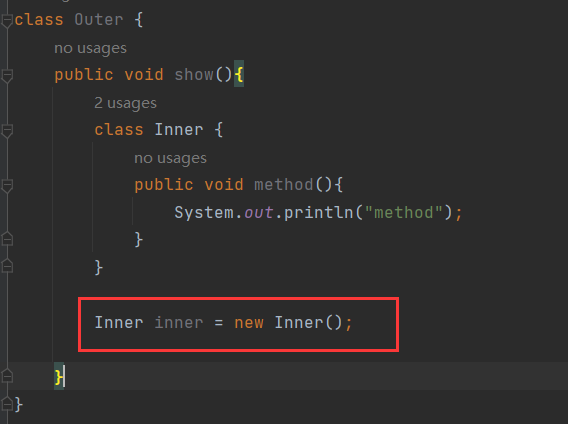 class Outer {
no usages
public void show(){
2 usages
class Inner {
no usages
public void method(){
System.out.println("method");
}
}
Inner inner = new Inner();
}
}